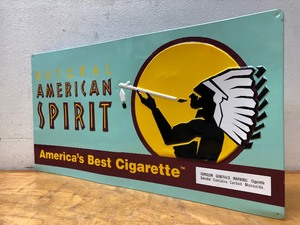 NATURAL
AMERICAN
SPIRIT
America's Best Cigarette™
SURGEON GENERAL'S WARNING: Cigarette
Smoke Contains Carbon Monoxide.